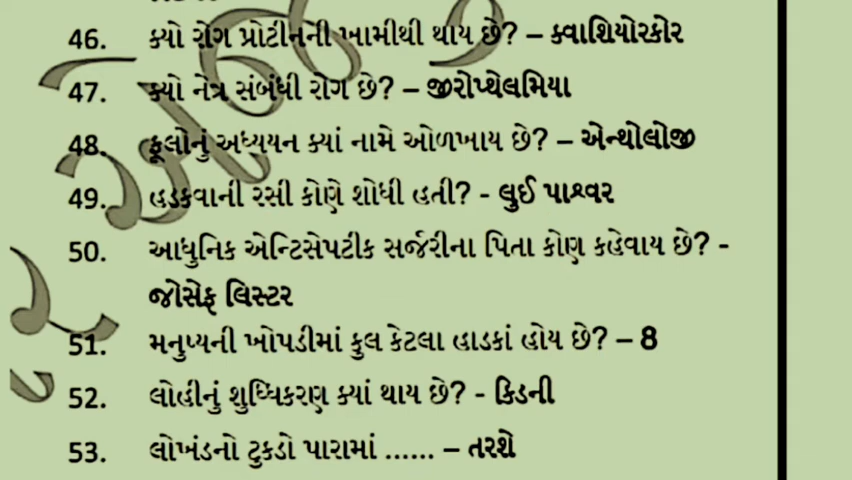 46. ક્યો રોગ પ્રોટીનની ખામીથી થાય છે? – ક્વાશિયોરકોર
47. ક્યો નેત્ર સંબંધી રોગ છે? – જીરોપ્થેલમિયા
48. ફૂલોનું અધ્યયન ક્યાં નામે ઓળખાય છે? – એન્થોલોજી
49. હડકવાની રસી કોણે શોધી હતી? - લુઈ પાશ્વર
50. આધુનિક એન્ટિસેપટીક સર્જરીના પિતા કોણ કહેવાય છે? -
જોસેફ લિસ્ટર
51. મનુષ્યની ખોપડીમાં કુલ કેટલા હાડકાં હોય છે? – 8
52. લોહીનું શુધ્ધિકરણ ક્યાં થાય છે? - કિડની
53. લોખંડનો ટુકડો પારામાં ...... – તરશે